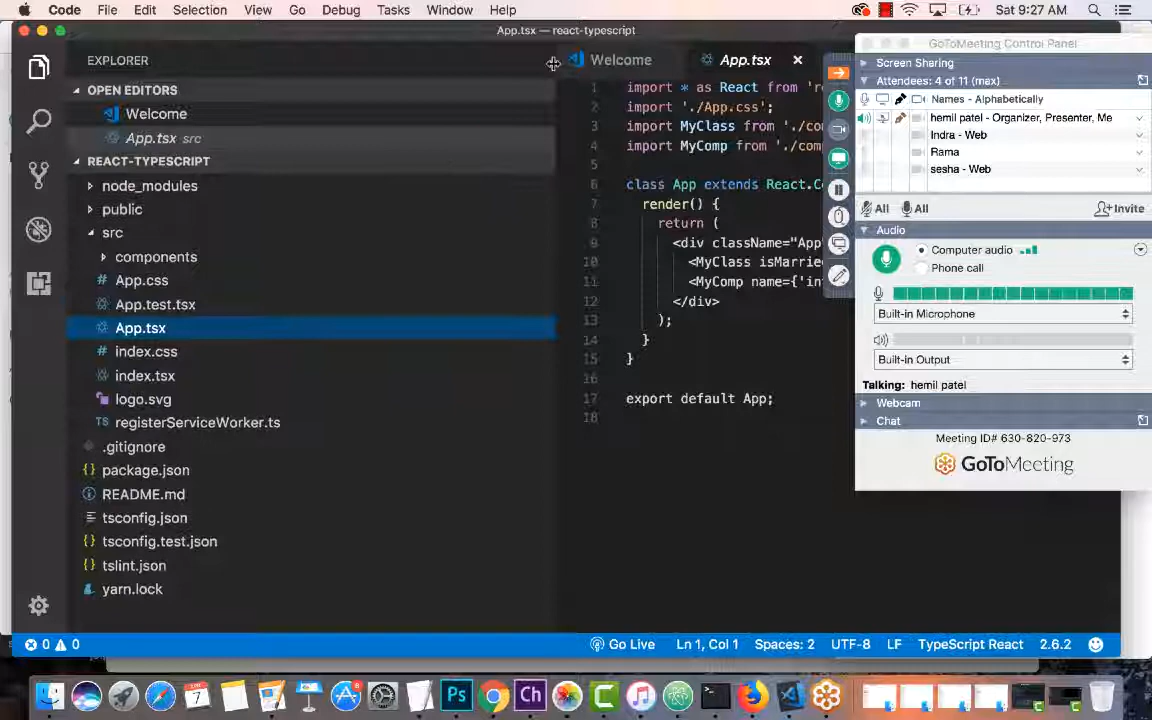 Code File Edit Selection View Go Debug Tasks Window Help Sat 9:27 AM
App.tsx — react-typescript
EXPLORER
OPEN EDITORS
Welcome
App.tsx src
REACT-TYPESCRIPT
node_modules
public
src
components
# App.css
App.test.tsx
App.tsx
# index.css
index.tsx
logo.svg
TS registerServiceWorker.ts
.gitignore
{} package.json
README.md
tsconfig.json
{} tsconfig.test.json
{} tslint.json
yarn.lock
Welcome App.tsx
1 import * as React from 're
2 import './App.css';
3 import MyClass from './com
4 import MyComp from './comp
5
6 class App extends React.Co
7 render() {
8 return (
9 <div className="App"
10 <MyClass isMarrie
11 <MyComp name={'in
12 </div>
13 );
14 }
15 }
16
17 export default App;
18
GoToMeeting Control Panel
Screen Sharing
Attendees: 4 of 11 (max)
Names - Alphabetically
hemil patel - Organizer, Presenter, Me
Indra - Web
Rama
sesha - Web
All All Invite
Audio
Computer audio
Phone call
Built-in Microphone
Built-in Output
Talking: hemil patel
Webcam
Chat
Meeting ID# 630-820-973
GoToMeeting
0 0 Go Live Ln 1, Col 1 Spaces: 2 UTF-8 LF TypeScript React 2.6.2
7 Ps Ch C